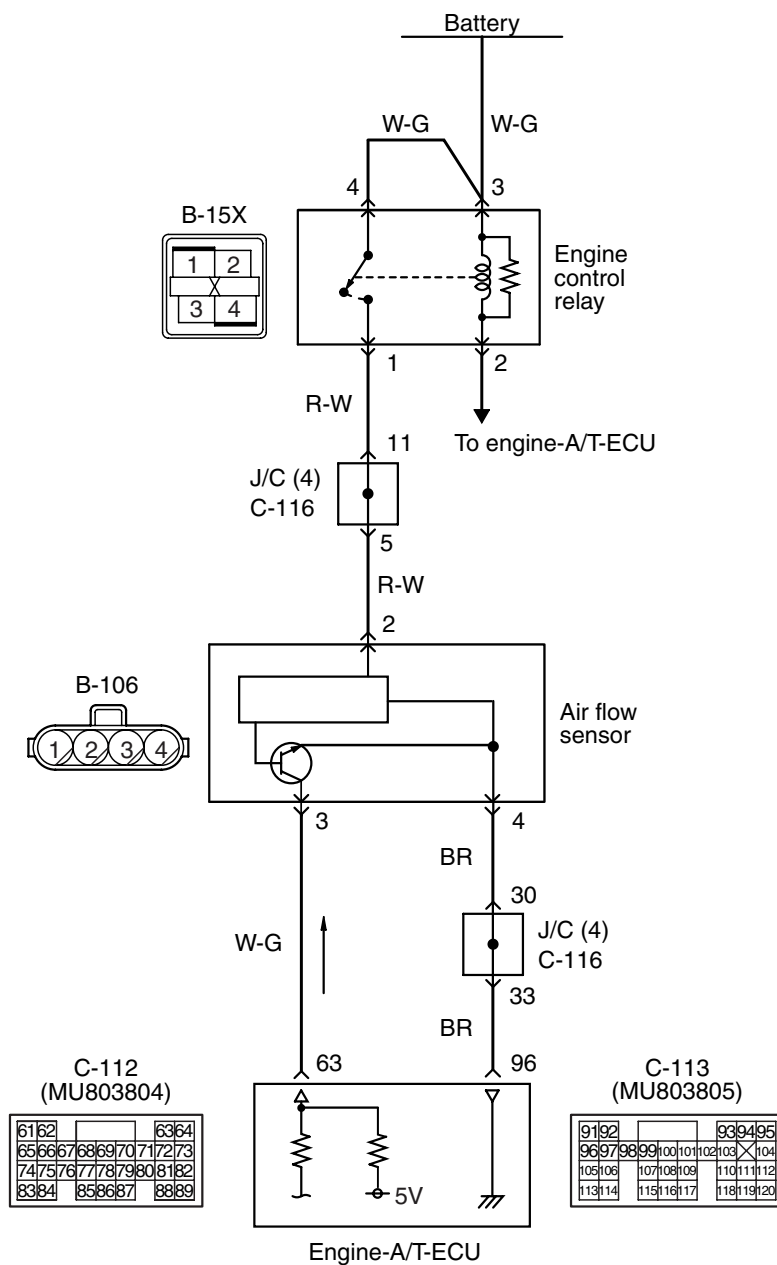 Battery
W-G
W-G
4
3
B-15X
1 2
3 4
Engine
control
relay
1
2
R-W
11
To engine-A/T-ECU
J/C (4)
C-116
5
R-W
2
B-106
1 2 3 4
Air flow
sensor
3
4
BR
30
W-G
J/C (4)
C-116
33
BR
63
96
C-112
(MU803804)
61 62 63 64
65 66 67 68 69 70 71 72 73
74 75 76 77 78 79 80 81 82
83 84 85 86 87 88 89
5V
C-113
(MU803805)
91 92 93 94 95
96 97 98 99 100 101 102 103 104
105 106 107 108 109 110 111 112
113 114 115 116 117 118 119 120
Engine-A/T-ECU